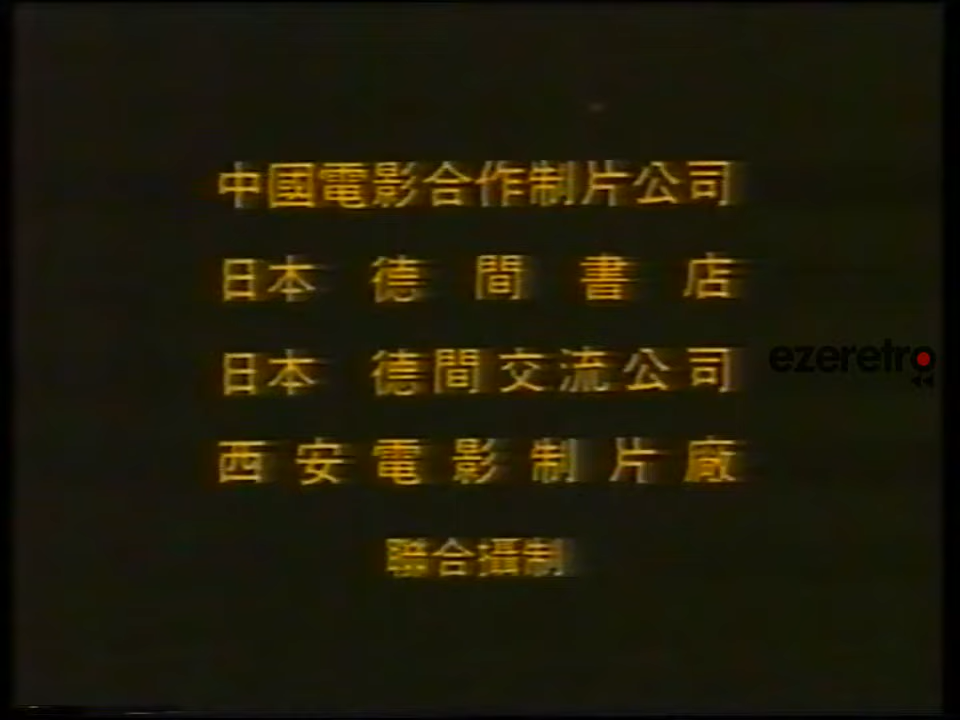 中國電影合作制片公司
日本 德間書店
日本 德間交流公司
ezeretro
西安電影制片廠
聯合攝制